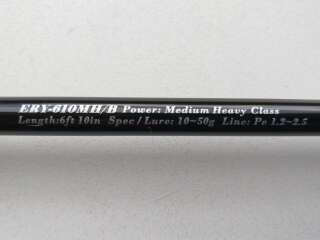 ERY-610MH/B Power: Medium Heavy Class
Length:6ft 10in Spec/Lure: 10~50g Line: Pe 1.2~2.5